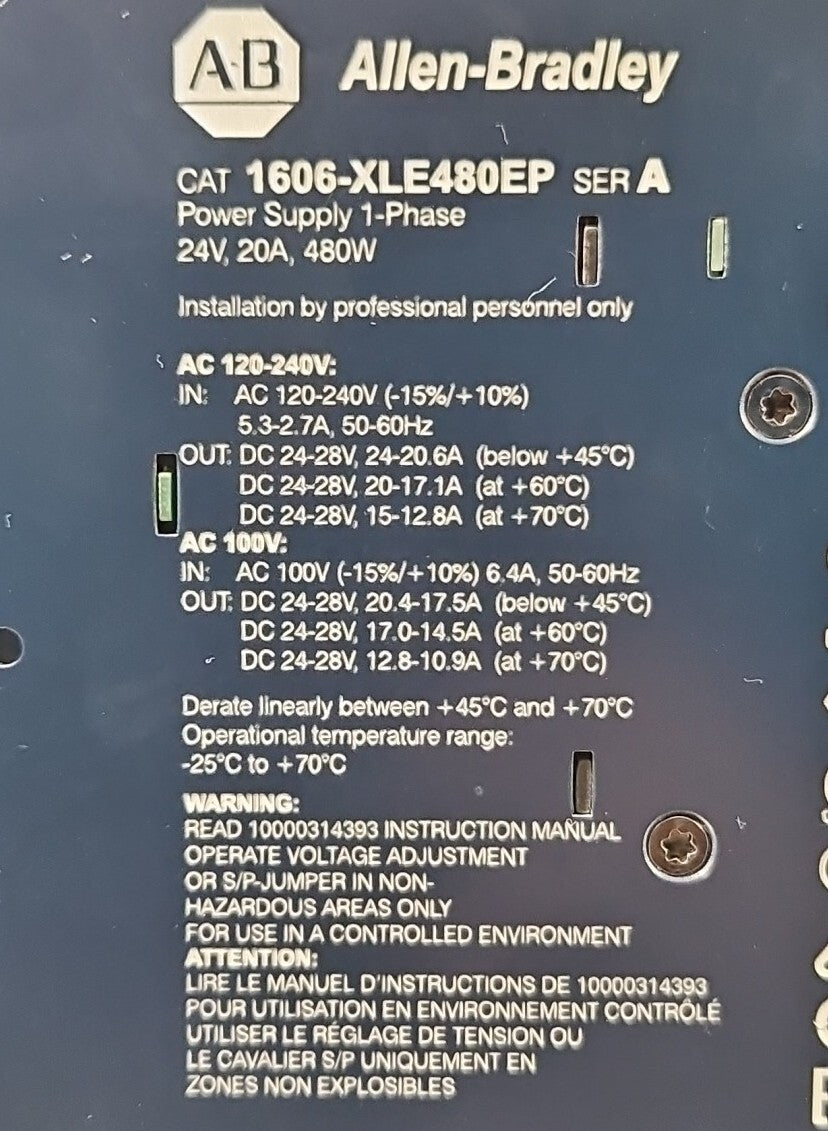 AB Allen-Bradley
CAT 1606-XLE480EP SER A
Power Supply 1-Phase
24V, 20A, 480W
Installation by professional personnel only
AC 120-240V:
IN: AC 120-240V (-15%/+10%)
5.3-2.7A, 50-60Hz
OUT: DC 24-28V, 24-20.6A (below +45°C)
DC 24-28V, 20-17.1A (at +60°C)
DC 24-28V, 15-12.8A (at +70°C)
AC 100V:
IN: AC 100V (-15%/+10%) 6.4A, 50-60Hz
OUT: DC 24-28V, 20.4-17.5A (below +45°C)
DC 24-28V, 17.0-14.5A (at +60°C)
DC 24-28V, 12.8-10.9A (at +70°C)
Derate linearly between +45°C and +70°C
Operational temperature range:
-25°C to +70°C
WARNING:
READ 10000314393 INSTRUCTION MANUAL
OPERATE VOLTAGE ADJUSTMENT
OR S/P-JUMPER IN NON-
HAZARDOUS AREAS ONLY
FOR USE IN A CONTROLLED ENVIRONMENT
ATTENTION:
LIRE LE MANUEL D'INSTRUCTIONS DE 10000314393
POUR UTILISATION EN ENVIRONNEMENT CONTRÔLÉ
UTILISER LE RÉGLAGE DE TENSION OU
LE CAVALIER S/P UNIQUEMENT EN
ZONES NON EXPLOSIBLES